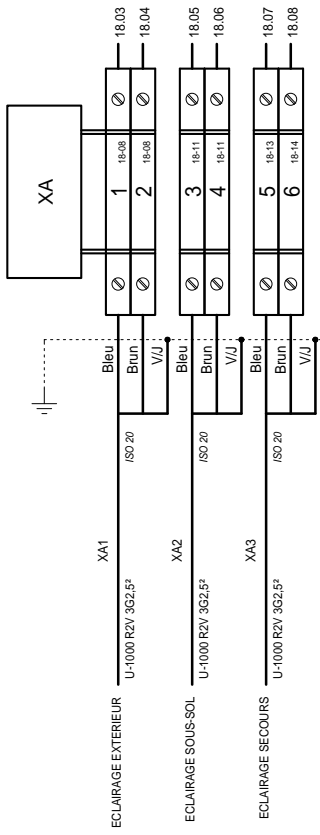 XA
1 18-08 18.03
2 18-08 18.04
3 18-11 18.05
4 18-11 18.06
5 18-13 18.07
6 18-14 18.08
Bleu
Brun
V/J
ISO 20
XA1
U-1000 R2V 3G2,5²
ECLAIRAGE EXTERIEUR
Bleu
Brun
V/J
ISO 20
XA2
U-1000 R2V 3G2,5²
ECLAIRAGE SOUS-SOL
Bleu
Brun
V/J
ISO 20
XA3
U-1000 R2V 3G2,5²
ECLAIRAGE SECOURS